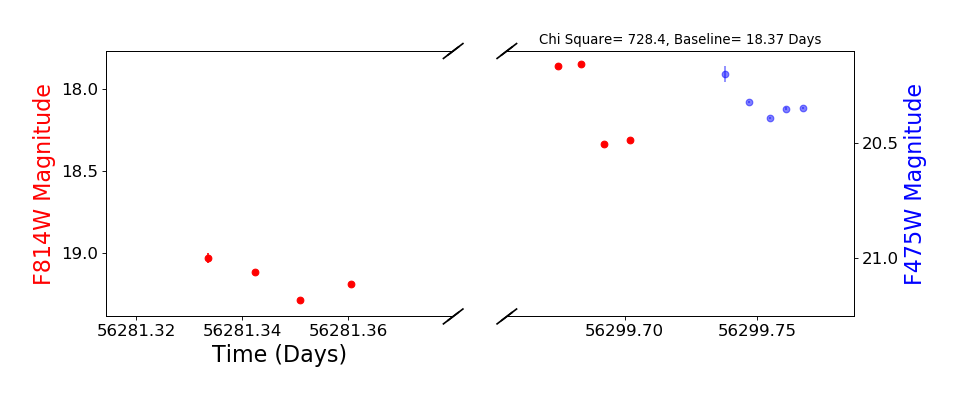 Chi Square= 728.4, Baseline= 18.37 Days
18.0
18.5
19.0
F814W Magnitude
20.5
21.0
F475W Magnitude
56281.32 56281.34 56281.36 56299.70 56299.75
Time (Days)